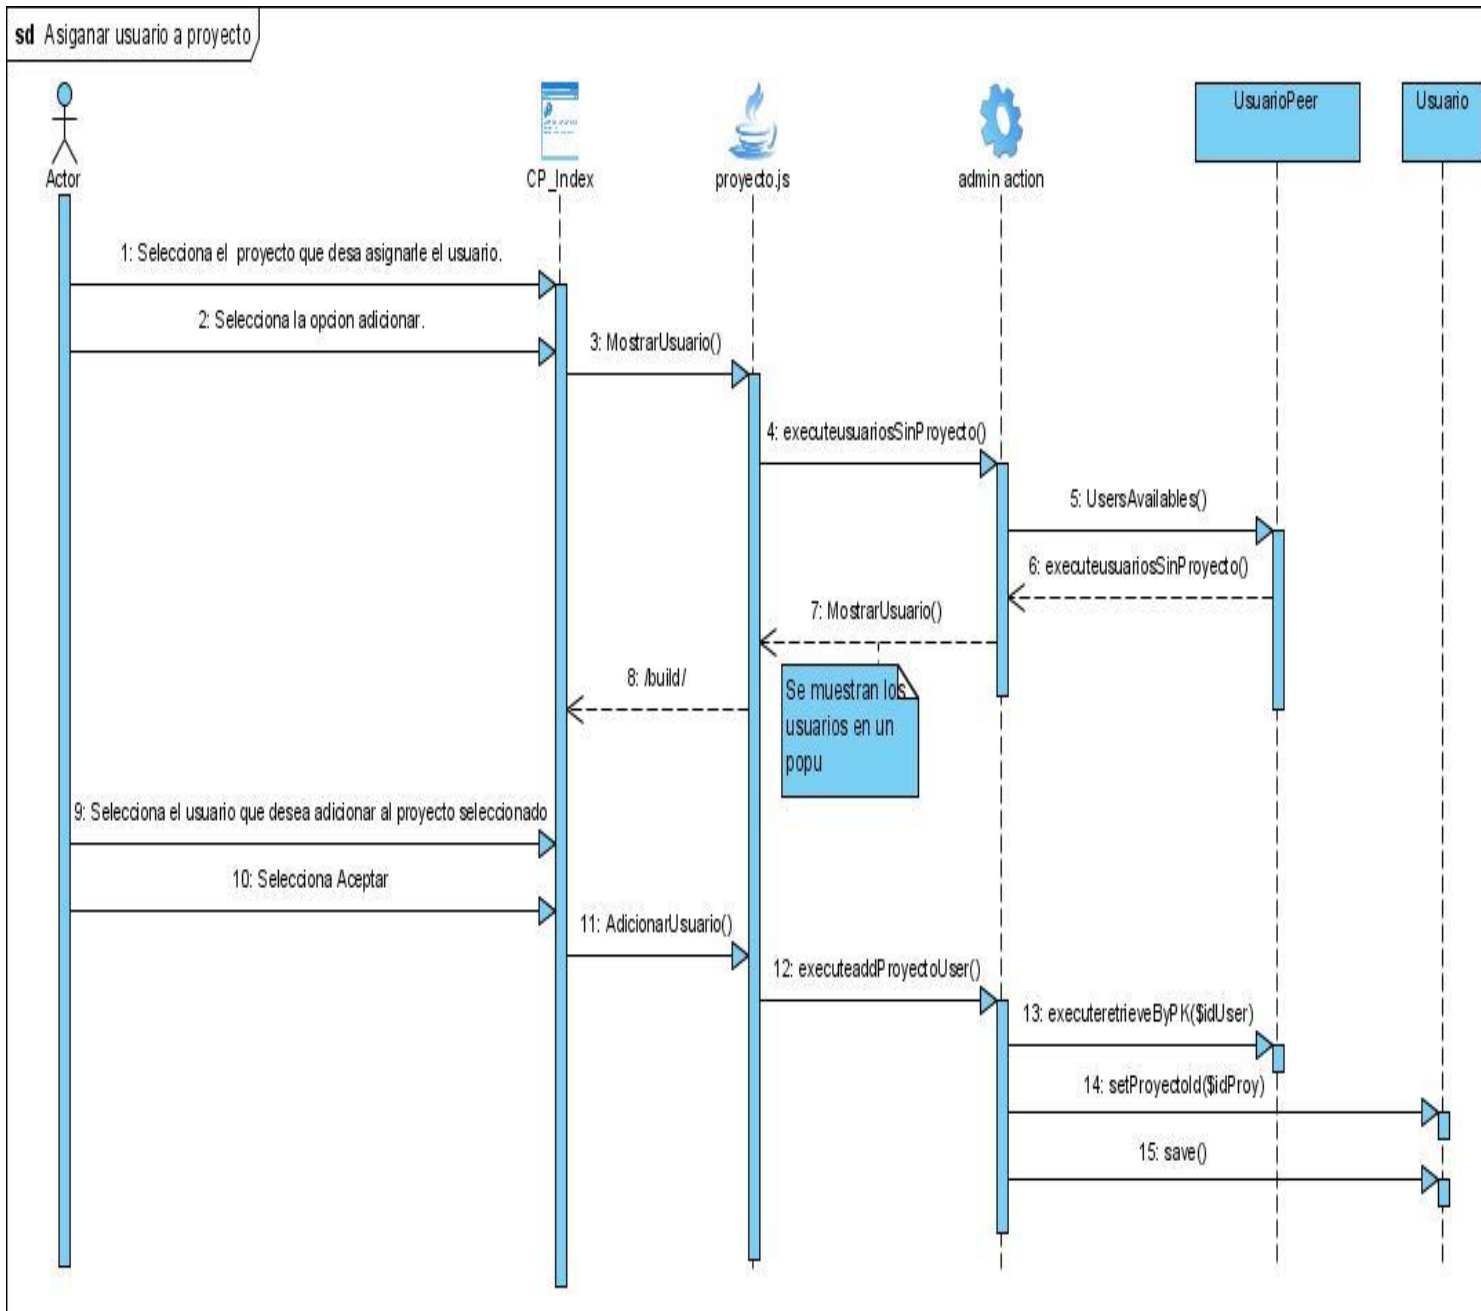 sd Asiganar usuario a proyecto
Actor
CP_Index
proyecto.js
admin action
UsuarioPeer
Usuario
1: Selecciona el proyecto que desa asignarle el usuario.
2: Selecciona la opcion adicionar.
3: MostrarUsuario()
4: executeusuariosSinProyecto()
5: UsersAvailables()
6: executeusuariosSinProyecto()
7: MostrarUsuario()
8: /build/
Se muestran los
usuarios en un
popu
9: Selecciona el usuario que desea adicionar al proyecto seleccionado
10: Selecciona Aceptar
11: AdicionarUsuario()
12: executeaddProyectoUser()
13: executeretrieveByPK($idUser)
14: setProyectoId($idProy)
15: save()